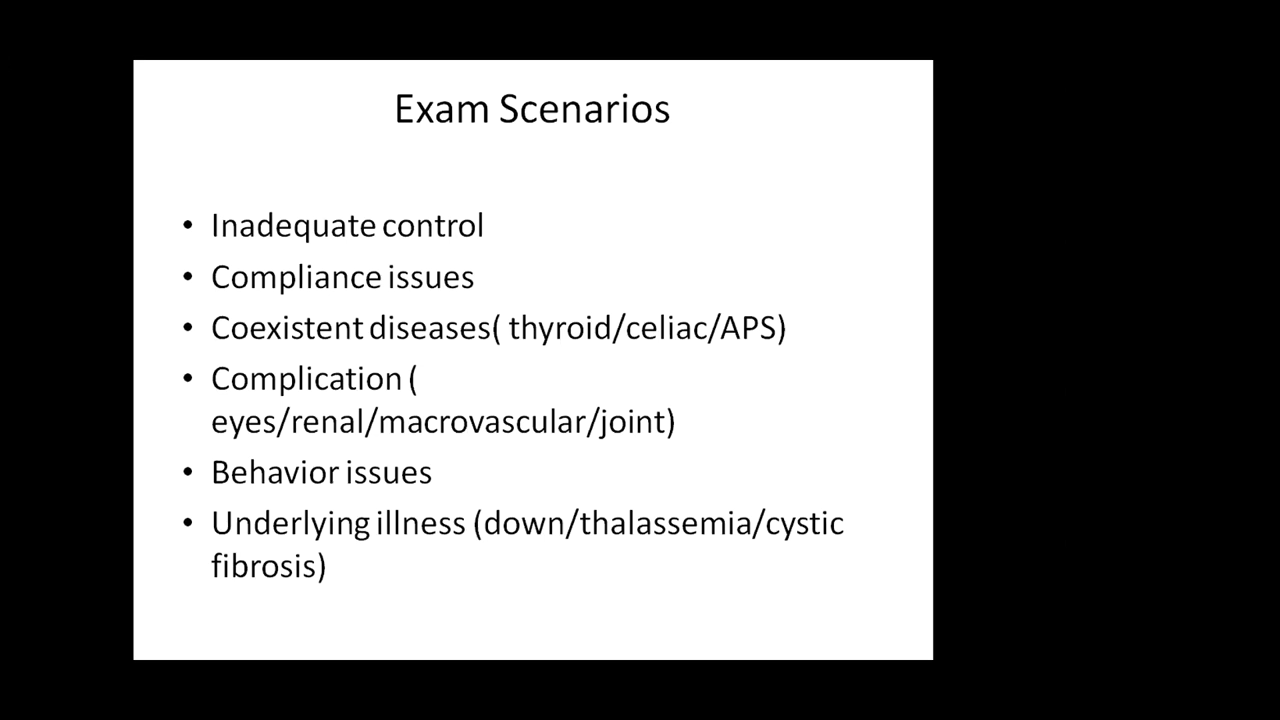 Exam Scenarios
• Inadequate control
• Compliance issues
• Coexistent diseases( thyroid/celiac/APS)
• Complication (
eyes/renal/macrovascular/joint)
• Behavior issues
• Underlying illness (down/thalassemia/cystic
fibrosis)